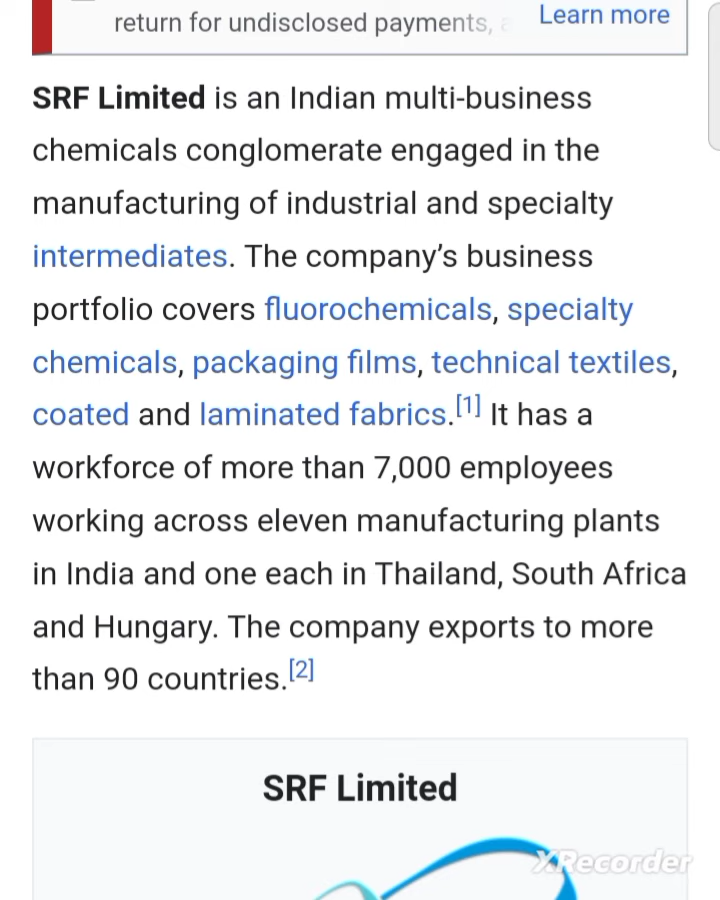 return for undisclosed payments, a
Learn more
SRF Limited is an Indian multi-business
chemicals conglomerate engaged in the
manufacturing of industrial and specialty
intermediates. The company’s business
portfolio covers fluorochemicals, specialty
chemicals, packaging films, technical textiles,
coated and laminated fabrics.[1] It has a
workforce of more than 7,000 employees
working across eleven manufacturing plants
in India and one each in Thailand, South Africa
and Hungary. The company exports to more
than 90 countries.[2]
SRF Limited
XRecorder